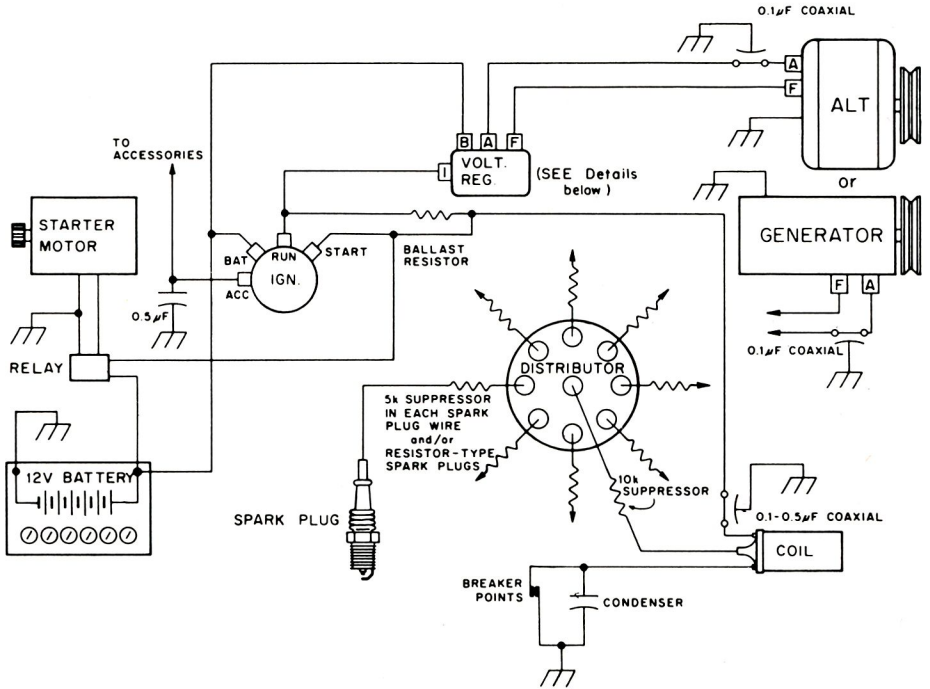 0.1µF COAXIAL
A
F
ALT
or
GENERATOR
F
A
0.1µF COAXIAL
B
A
F
I
VOLT.
REG.
(SEE Details
below)
TO
ACCESSORIES
STARTER
MOTOR
BAT
RUN
START
IGN.
ACC
BALLAST
RESISTOR
0.5µF
RELAY
DISTRIBUTOR
5k SUPPRESSOR
IN EACH SPARK
PLUG WIRE
and/or
RESISTOR-TYPE
SPARK PLUGS
12V BATTERY
10k
SUPPRESSOR
SPARK PLUG
0.1-0.5µF COAXIAL
COIL
BREAKER
POINTS
CONDENSER